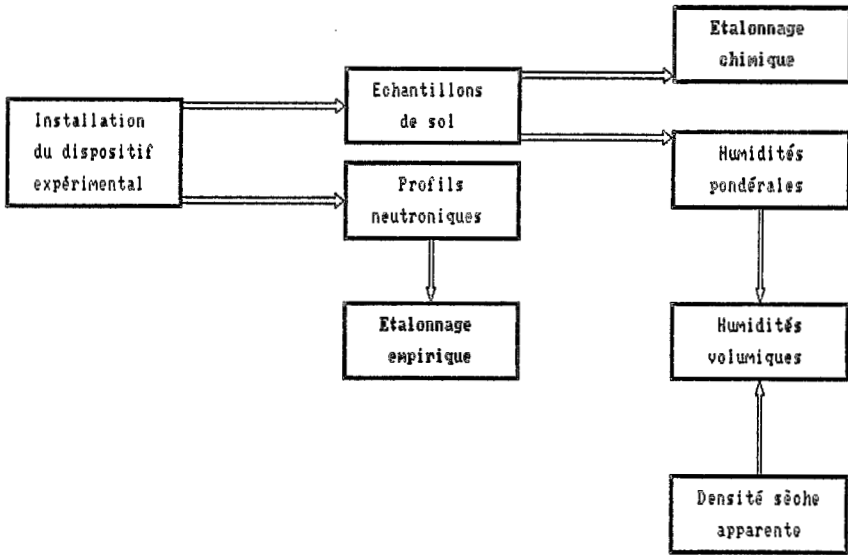 Installation
du dispositif
expérimental
Echantillons
de sol
Profils
neutroniques
Etalonnage
empirique
Etalonnage
chimique
Humidités
pondérales
Humidités
volumiques
Densité sèche
apparente